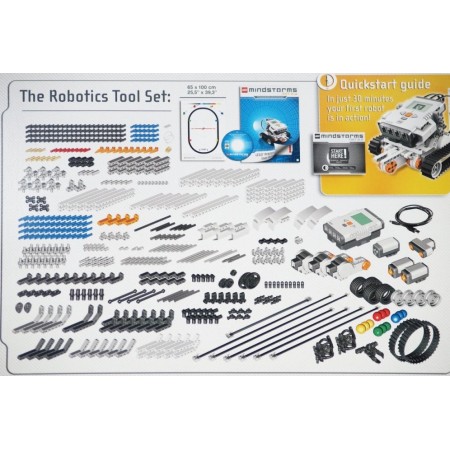 The Robotics Tool Set:
65 x 100 cm
25,5" x 39,3"
MINDSTORMS
Quickstart guide
In just 30 minutes
your first robot
is in action!
MINDSTORMS
START
HERE!